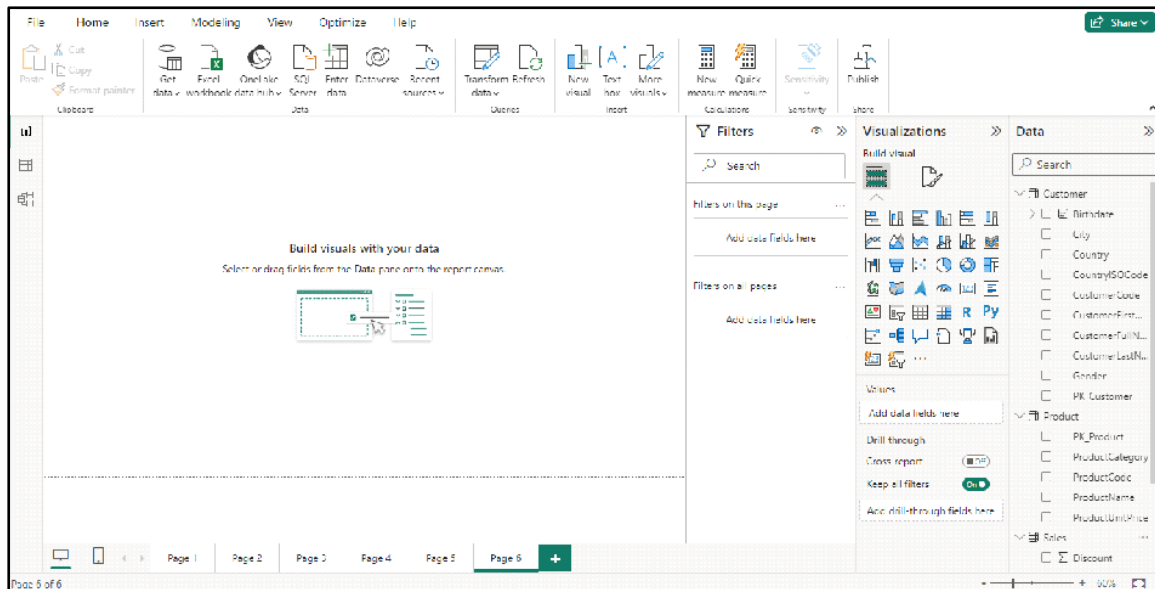 File Home Insert Modeling View Optimize Help Share
Paste
Cut
Copy
Format painter
Get data
Excel workbook
OneLake data hub
SQL Server
Enter data
Dataverse
Recent sources
Transform data
Refresh
New visual
Text box
More visuals
New measure
Quick measure
Sensitivity
Publish
Clipboard Data Queries Insert Calculations Sensitivity Share
Build visuals with your data
Select or drag fields from the Data pane onto the report canvas.
Filters
Search
Filters on this page ...
Add data fields here
Filters on all pages ...
Add data fields here
Visualizations
Build visual
R Py
...
Values
Add data fields here
Drill through
Cross-report Off
Keep all filters On
Add drill-through fields here
Data
Search
Customer
Birthdate
City
Country
CountryISOCode
CustomerCode
CustomerFirst...
CustomerFullN...
CustomerLastN...
Gender
PK_Customer
Product
PK_Product
ProductCategory
ProductCode
ProductName
ProductUnitPrice
Sales ...
Σ Discount
Page 1 Page 2 Page 3 Page 4 Page 5 Page 6 +
Page 6 of 6
- + 60%